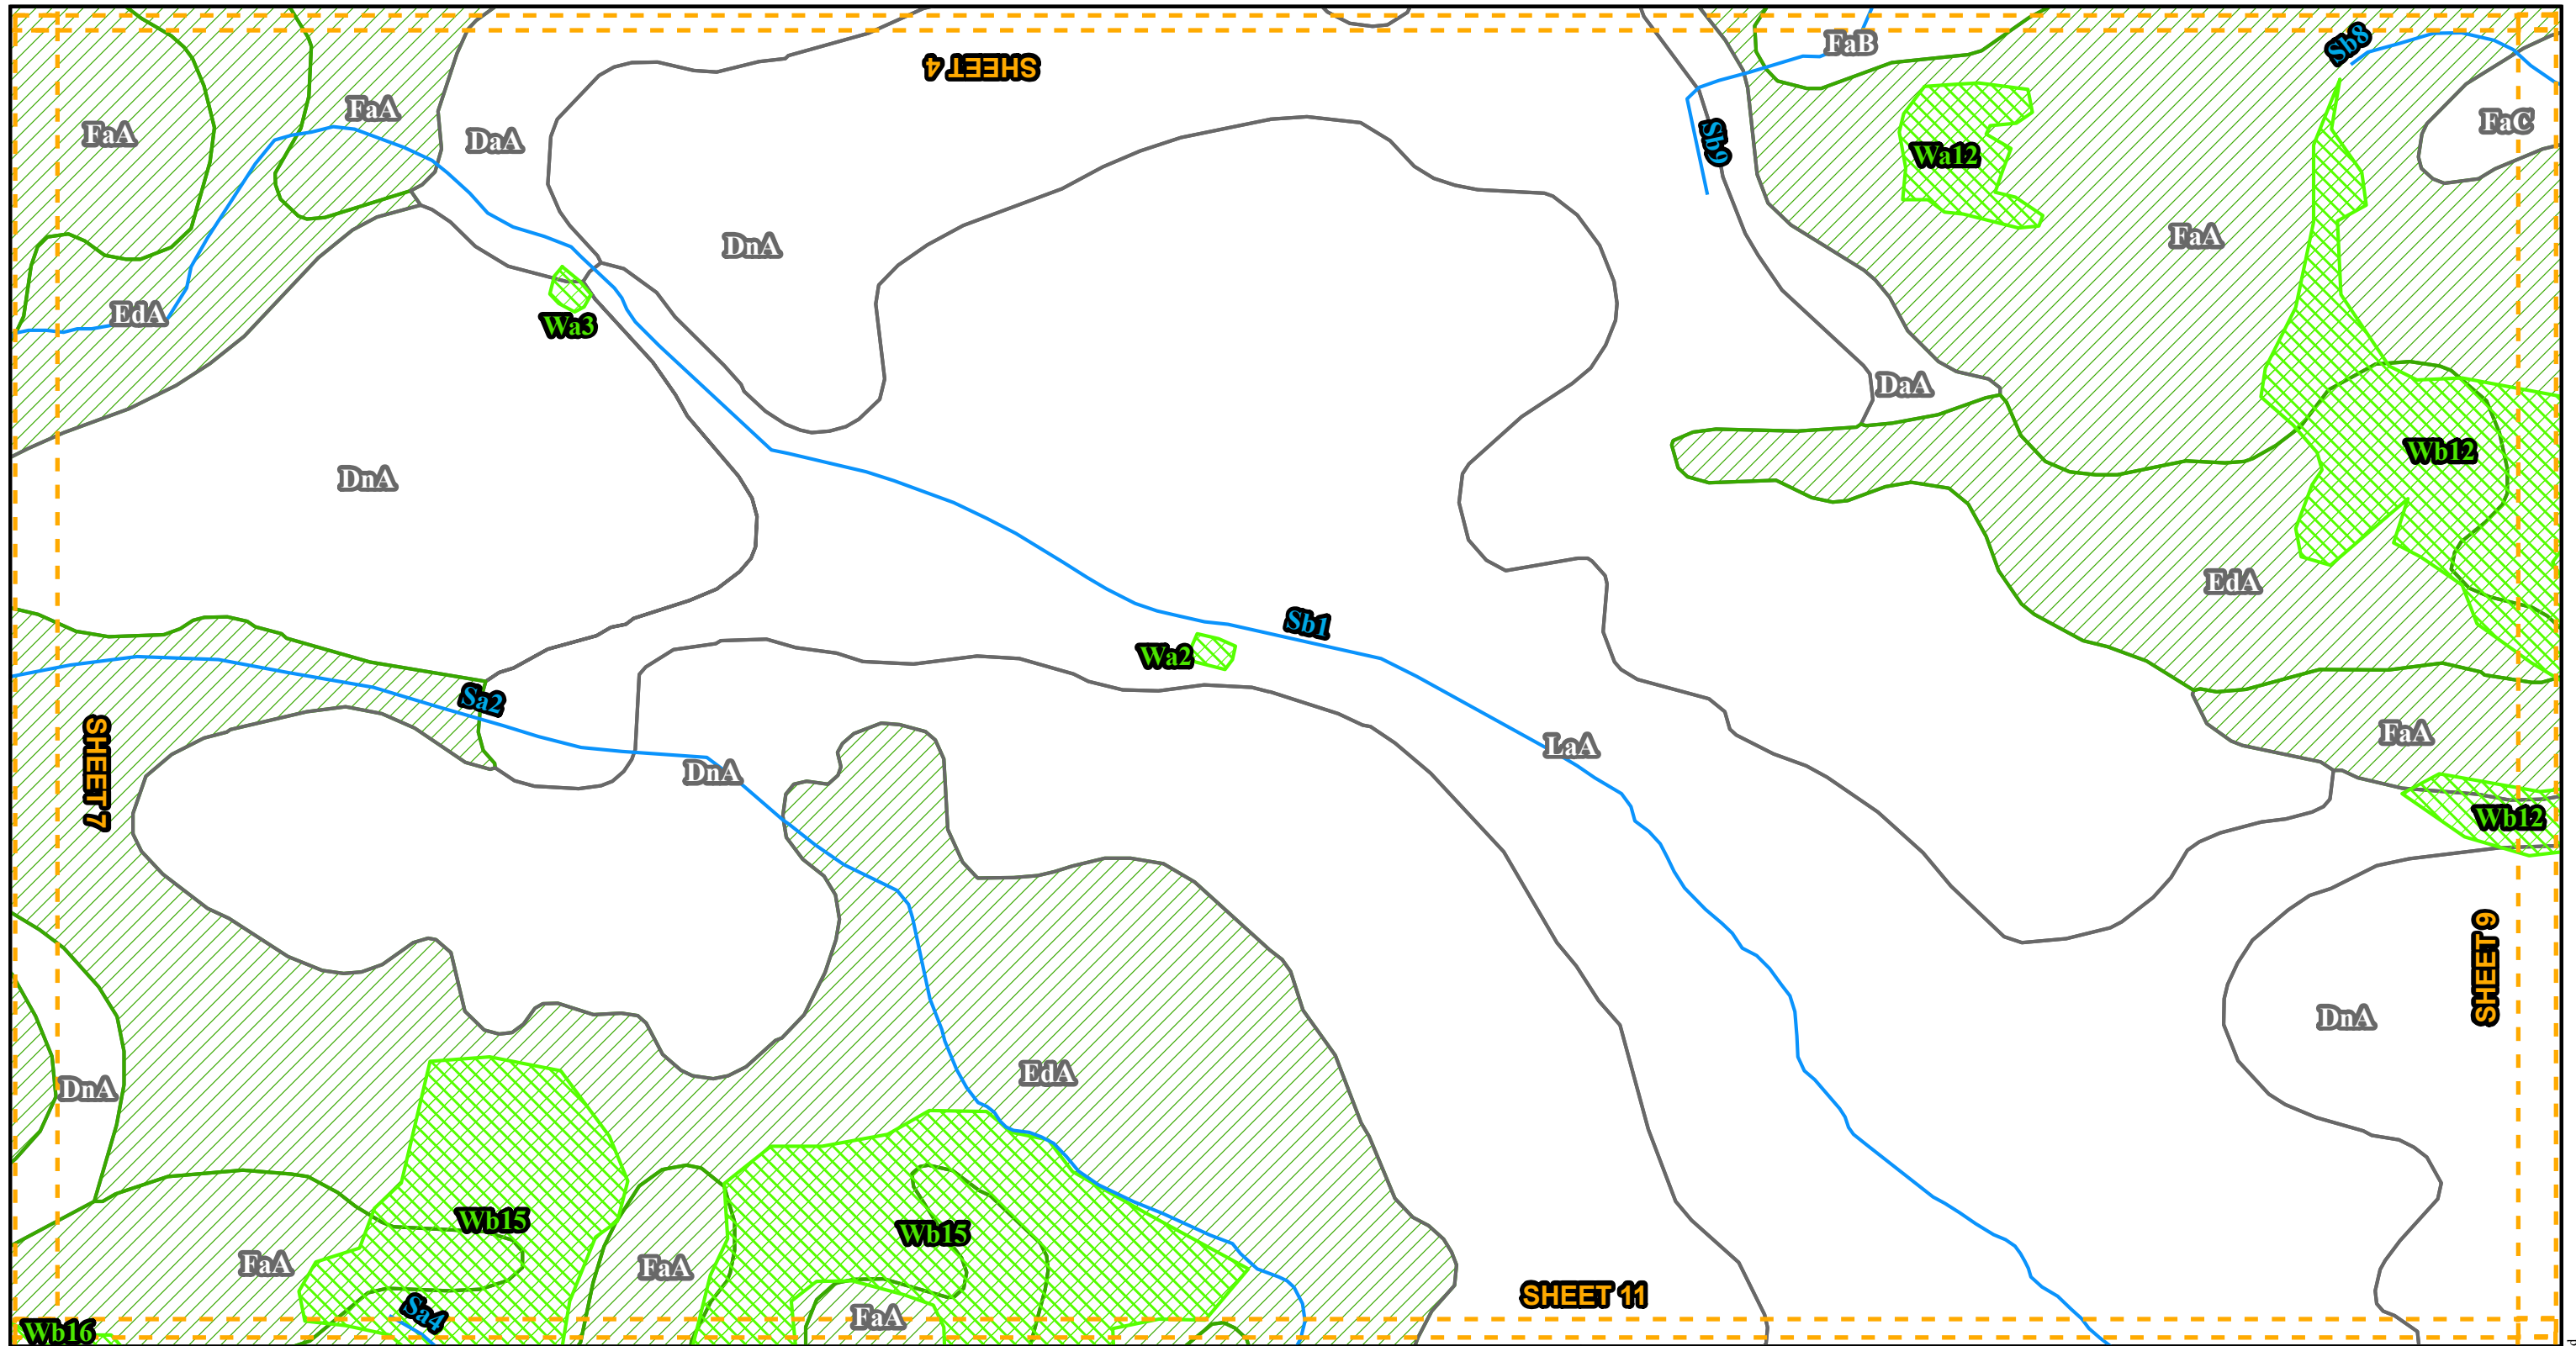 SHEET 4
FaB
Sb8
FaA
FaA
DaA
Sb9
Wa12
FaC
DnA
FaA
EdA
Wa3
DaA
DnA
Wb12
EdA
Sb1
Wa2
Sa2
SHEET 7
DnA
LaA
FaA
Wb12
SHEET 9
DnA
EdA
DnA
Wb15
Wb15
FaA
FaA
FaA
SHEET 11
Sa4
Wb16